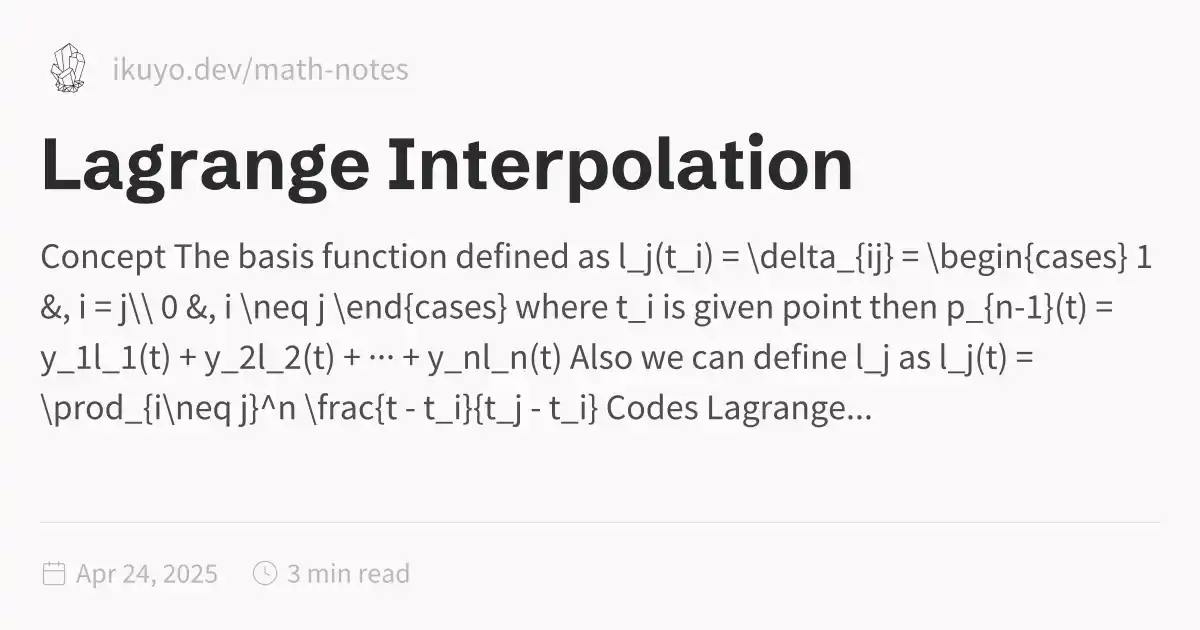 ikuyo.dev/math-notes
Lagrange Interpolation
Concept The basis function defined as l_j(t_i) = \delta_{ij} = \begin{cases} 1
&, i = j\\ 0 &, i \neq j \end{cases} where t_i is given point then p_{n-1}(t) =
y_1l_1(t) + y_2l_2(t) + ··· + y_nl_n(t) Also we can define l_j as l_j(t) =
\prod_{i\neq j}^n \frac{t - t_i}{t_j - t_i} Codes Lagrange...
Apr 24, 2025 3 min read